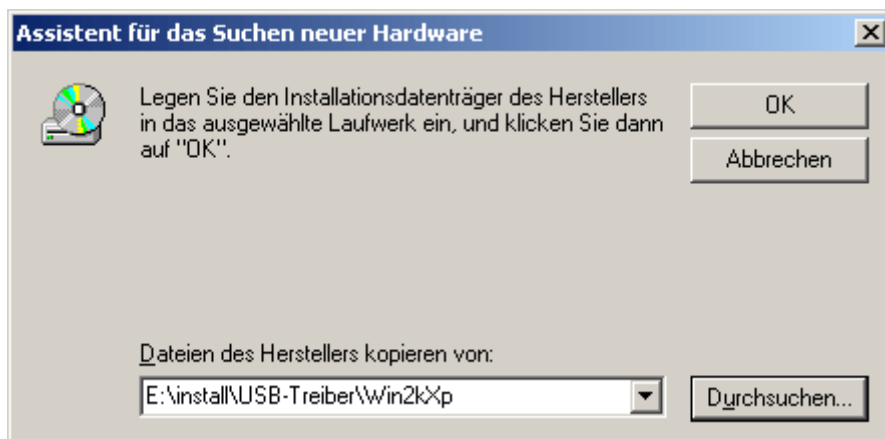 Assistent für das Suchen neuer Hardware
Legen Sie den Installationsdatenträger des Herstellers
in das ausgewählte Laufwerk ein, und klicken Sie dann
auf "OK".
OK
Abbrechen
Dateien des Herstellers kopieren von:
E:\install\USB-Treiber\Win2kXp
Durchsuchen...